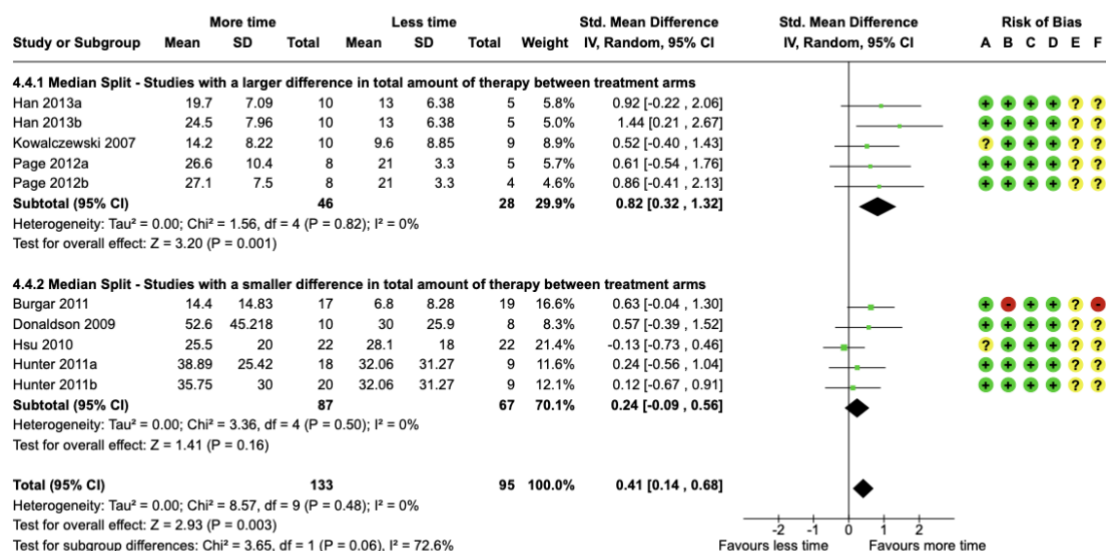 More time Less time Std. Mean Difference Std. Mean Difference Risk of Bias
Study or Subgroup Mean SD Total Mean SD Total Weight IV, Random, 95% CI IV, Random, 95% CI A B C D E F
4.4.1 Median Split - Studies with a larger difference in total amount of therapy between treatment arms
Han 2013a 19.7 7.09 10 13 6.38 5 5.8% 0.92 [-0.22 , 2.06] + + + + ? ?
Han 2013b 24.5 7.96 10 13 6.38 5 5.0% 1.44 [0.21 , 2.67] + + + + ? ?
Kowalczewski 2007 14.2 8.22 10 9.6 8.85 9 8.9% 0.52 [-0.40 , 1.43] ? + + + ? ?
Page 2012a 26.6 10.4 8 21 3.3 5 5.7% 0.61 [-0.54 , 1.76] + + + + ? ?
Page 2012b 27.1 7.5 8 21 3.3 4 4.6% 0.86 [-0.41 , 2.13] + + + + ? ?
Subtotal (95% CI) 46 28 29.9% 0.82 [0.32 , 1.32]
Heterogeneity: Tau² = 0.00; Chi² = 1.56, df = 4 (P = 0.82); I² = 0%
Test for overall effect: Z = 3.20 (P = 0.001)
4.4.2 Median Split - Studies with a smaller difference in total amount of therapy between treatment arms
Burgar 2011 14.4 14.83 17 6.8 8.28 19 16.6% 0.63 [-0.04 , 1.30] + - + + ? -
Donaldson 2009 52.6 45.218 10 30 25.9 8 8.3% 0.57 [-0.39 , 1.52] + + + + ? ?
Hsu 2010 25.5 20 22 28.1 18 22 21.4% -0.13 [-0.73 , 0.46] ? + + + ? ?
Hunter 2011a 38.89 25.42 18 32.06 31.27 9 11.8% 0.24 [-0.56 , 1.04] + + + + ? ?
Hunter 2011b 35.75 30 20 32.06 31.27 9 12.1% 0.12 [-0.67 , 0.91] + + + + ? ?
Subtotal (95% CI) 87 67 70.1% 0.24 [-0.09 , 0.56]
Heterogeneity: Tau² = 0.00; Chi² = 3.36, df = 4 (P = 0.50); I² = 0%
Test for overall effect: Z = 1.41 (P = 0.16)
Total (95% CI) 133 95 100.0% 0.41 [0.14 , 0.68]
Heterogeneity: Tau² = 0.00; Chi² = 8.57, df = 9 (P = 0.48); I² = 0%
Test for overall effect: Z = 2.93 (P = 0.003)
-2 -1 0 1 2
Test for subgroup differences: Chi² = 3.65, df = 1 (P = 0.06), I² = 72.6% Favours less time Favours more time